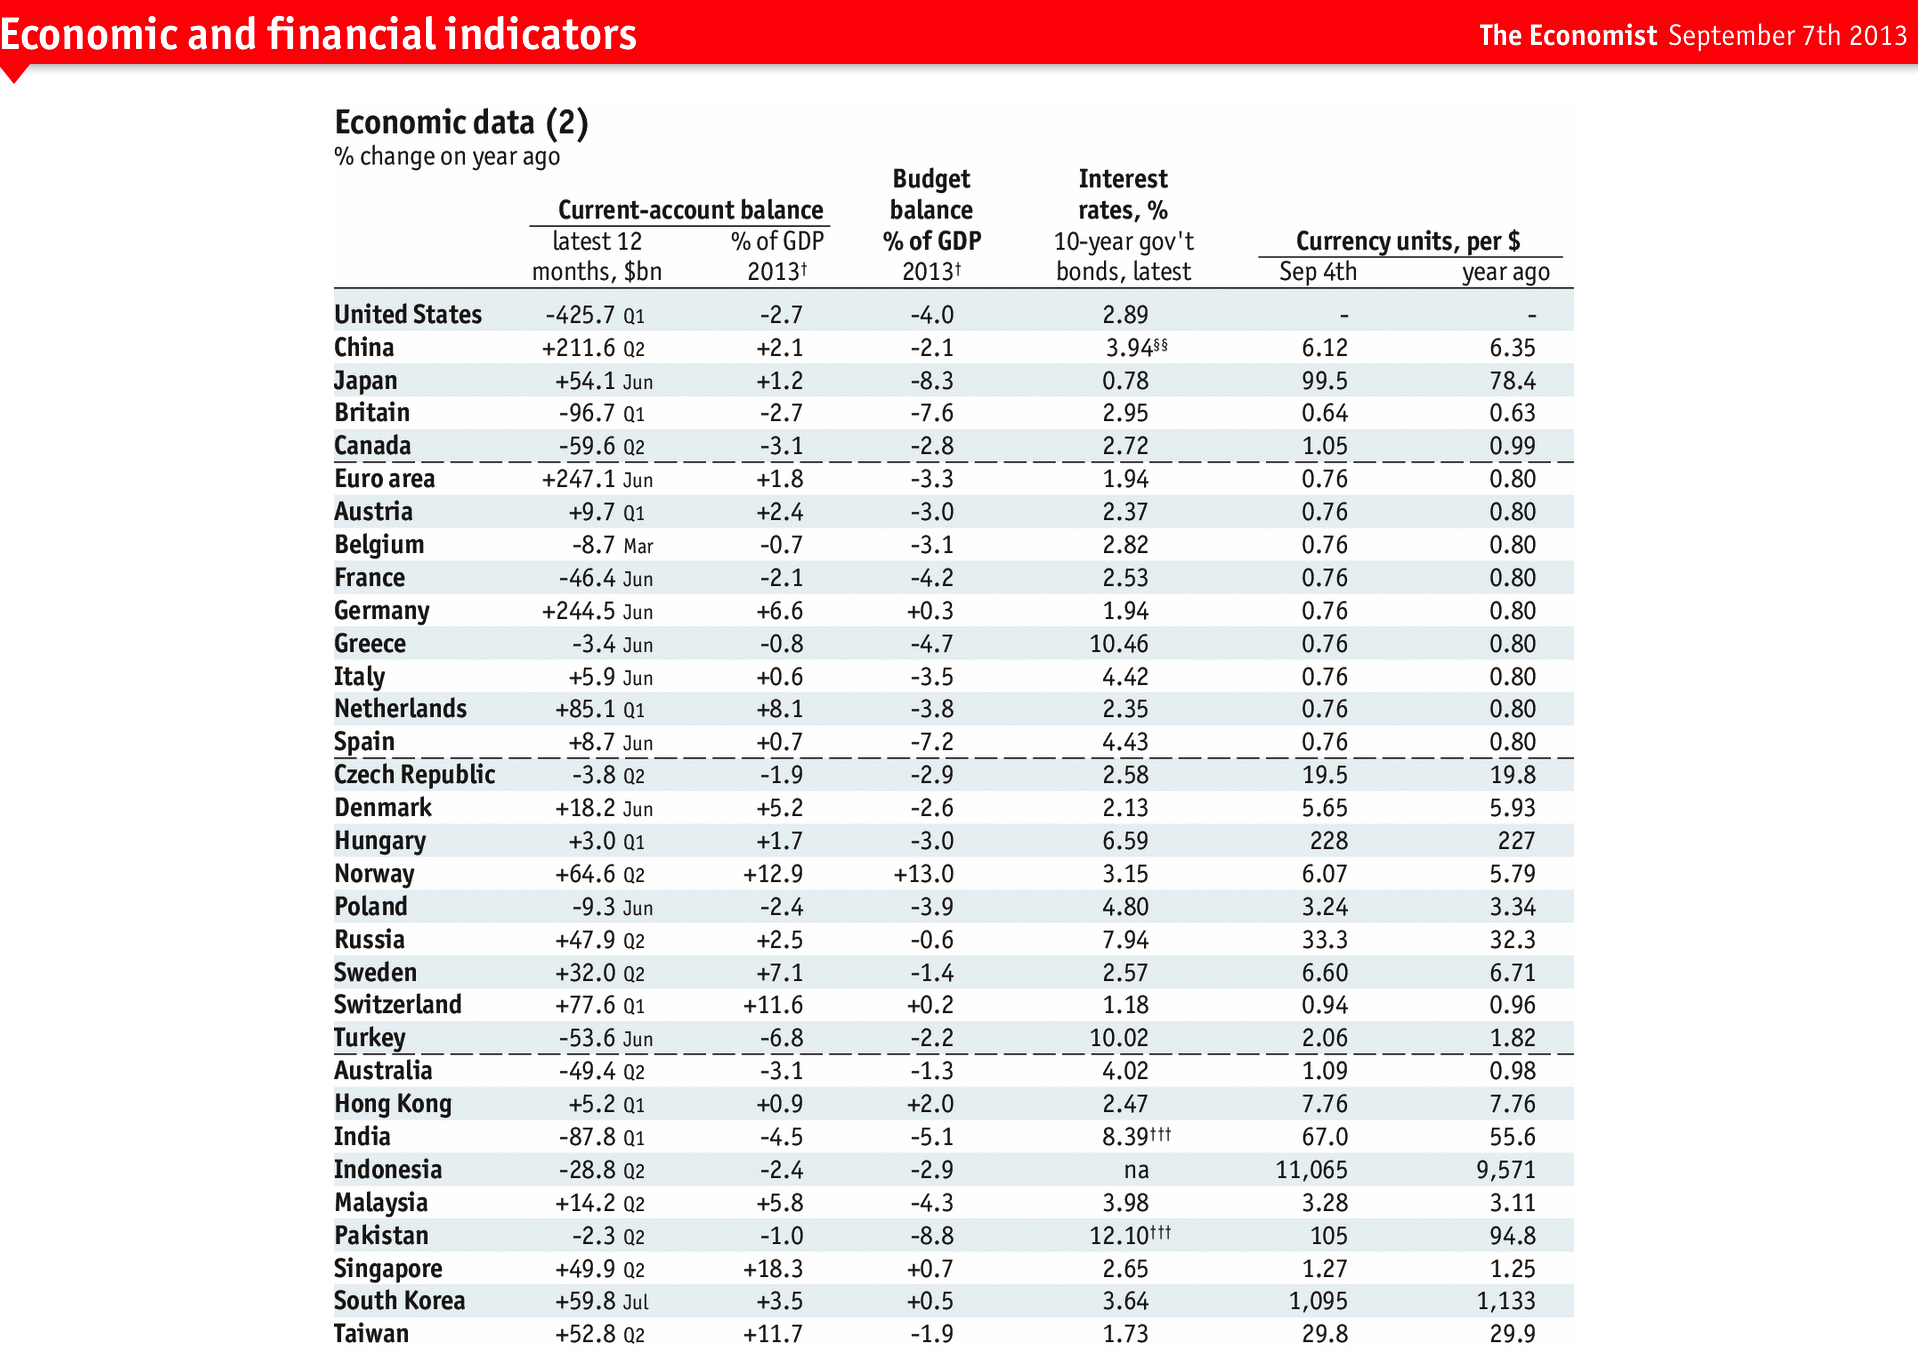 Economic and financial indicators
The Economist September 7th 2013
Economic data (2)
% change on year ago
Current-account balance Budget balance % of GDP Interest rates, % Currency units, per $
latest 12 months, $bn % of GDP 2013† 2013† 10-year gov't bonds, latest Sep 4th year ago
United States -425.7 Q1 -2.7 -4.0 2.89 - -
China +211.6 Q2 +2.1 -2.1 3.94§§ 6.12 6.35
Japan +54.1 Jun +1.2 -8.3 0.78 99.5 78.4
Britain -96.7 Q1 -2.7 -7.6 2.95 0.64 0.63
Canada -59.6 Q2 -3.1 -2.8 2.72 1.05 0.99
Euro area +247.1 Jun +1.8 -3.3 1.94 0.76 0.80
Austria +9.7 Q1 +2.4 -3.0 2.37 0.76 0.80
Belgium -8.7 Mar -0.7 -3.1 2.82 0.76 0.80
France -46.4 Jun -2.1 -4.2 2.53 0.76 0.80
Germany +244.5 Jun +6.6 +0.3 1.94 0.76 0.80
Greece -3.4 Jun -0.8 -4.7 10.46 0.76 0.80
Italy +5.9 Jun +0.6 -3.5 4.42 0.76 0.80
Netherlands +85.1 Q1 +8.1 -3.8 2.35 0.76 0.80
Spain +8.7 Jun +0.7 -7.2 4.43 0.76 0.80
Czech Republic -3.8 Q2 -1.9 -2.9 2.58 19.5 19.8
Denmark +18.2 Jun +5.2 -2.6 2.13 5.65 5.93
Hungary +3.0 Q1 +1.7 -3.0 6.59 228 227
Norway +64.6 Q2 +12.9 +13.0 3.15 6.07 5.79
Poland -9.3 Jun -2.4 -3.9 4.80 3.24 3.34
Russia +47.9 Q2 +2.5 -0.6 7.94 33.3 32.3
Sweden +32.0 Q2 +7.1 -1.4 2.57 6.60 6.71
Switzerland +77.6 Q1 +11.6 +0.2 1.18 0.94 0.96
Turkey -53.6 Jun -6.8 -2.2 10.02 2.06 1.82
Australia -49.4 Q2 -3.1 -1.3 4.02 1.09 0.98
Hong Kong +5.2 Q1 +0.9 +2.0 2.47 7.76 7.76
India -87.8 Q1 -4.5 -5.1 8.39††† 67.0 55.6
Indonesia -28.8 Q2 -2.4 -2.9 na 11,065 9,571
Malaysia +14.2 Q2 +5.8 -4.3 3.98 3.28 3.11
Pakistan -2.3 Q2 -1.0 -8.8 12.10††† 105 94.8
Singapore +49.9 Q2 +18.3 +0.7 2.65 1.27 1.25
South Korea +59.8 Jul +3.5 +0.5 3.64 1,095 1,133
Taiwan +52.8 Q2 +11.7 -1.9 1.73 29.8 29.9